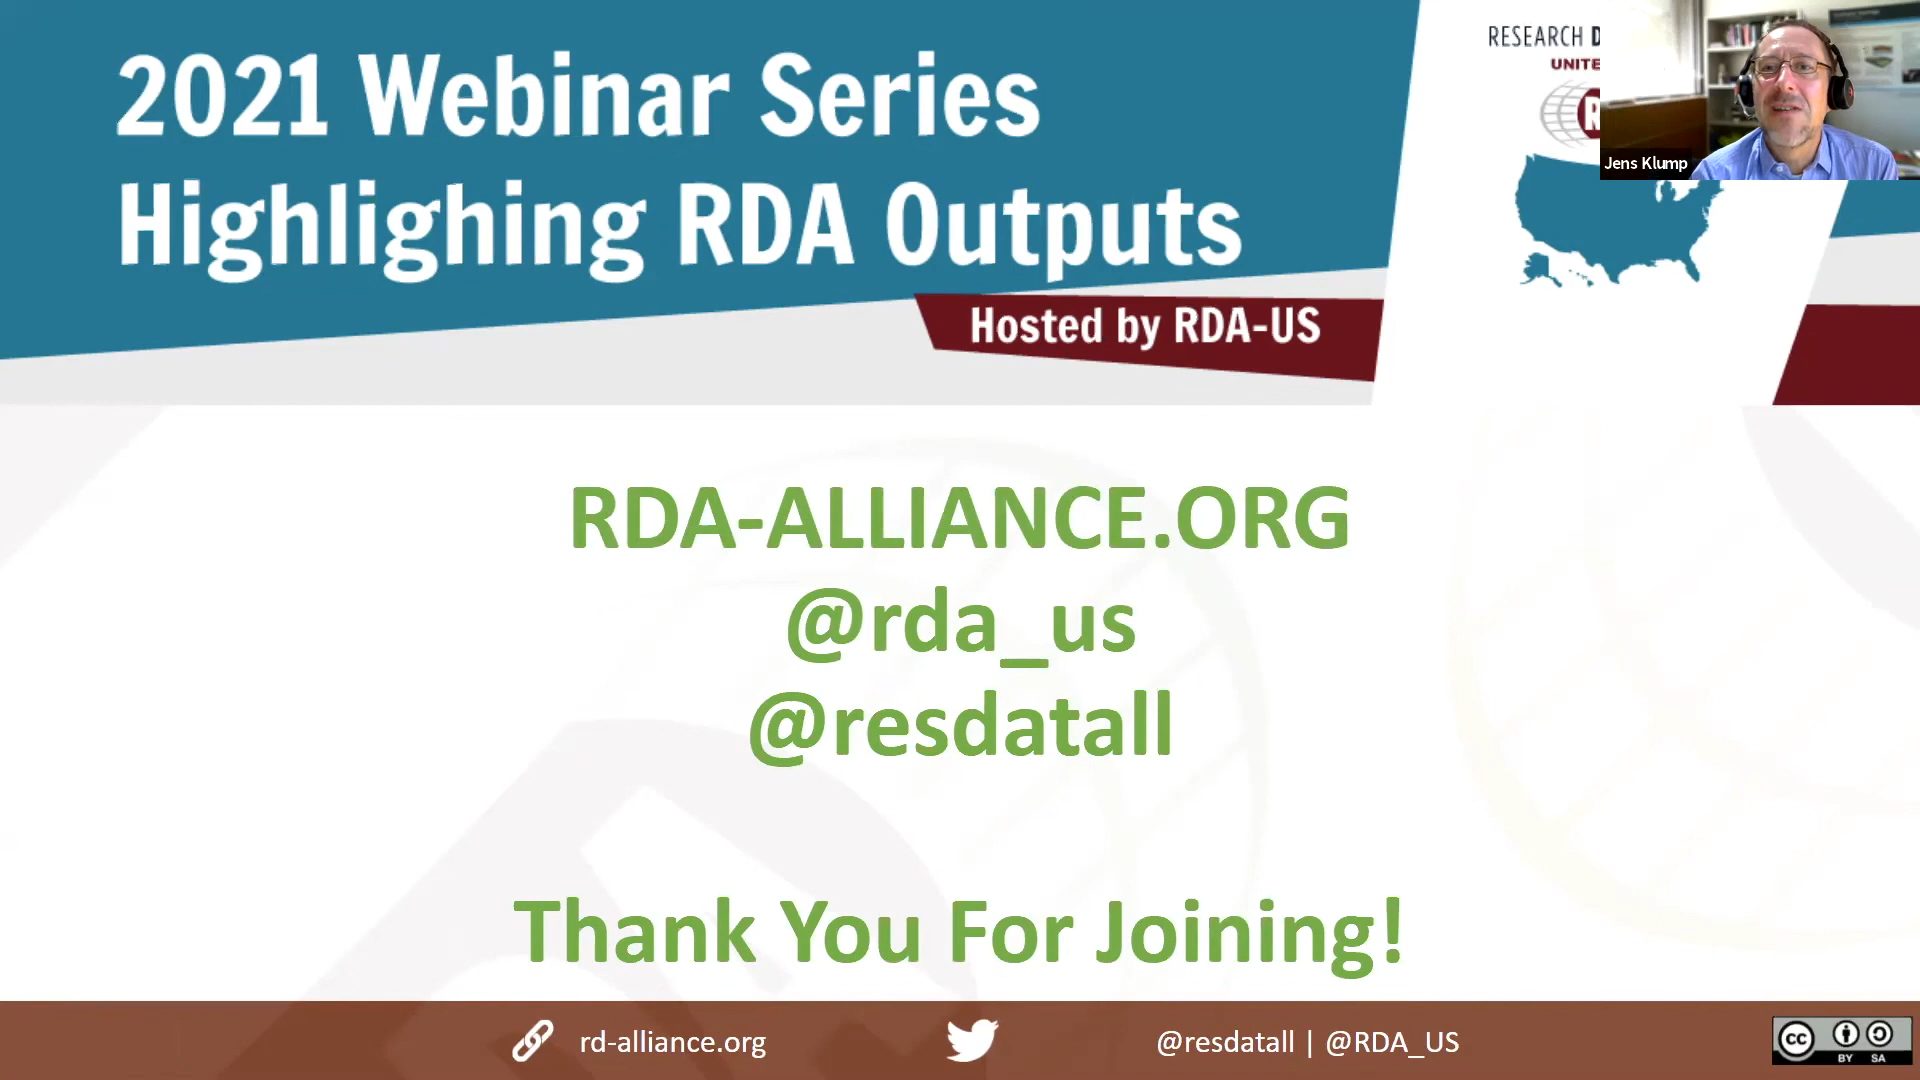 2021 Webinar Series
Highlighing RDA Outputs
Hosted by RDA-US
RESEARCH
Jens Klump
RDA-ALLIANCE.ORG
@rda_us
@resdatall
Thank You For Joining!
rd-alliance.org
@resdatall | @RDA_US
cc
BY SA